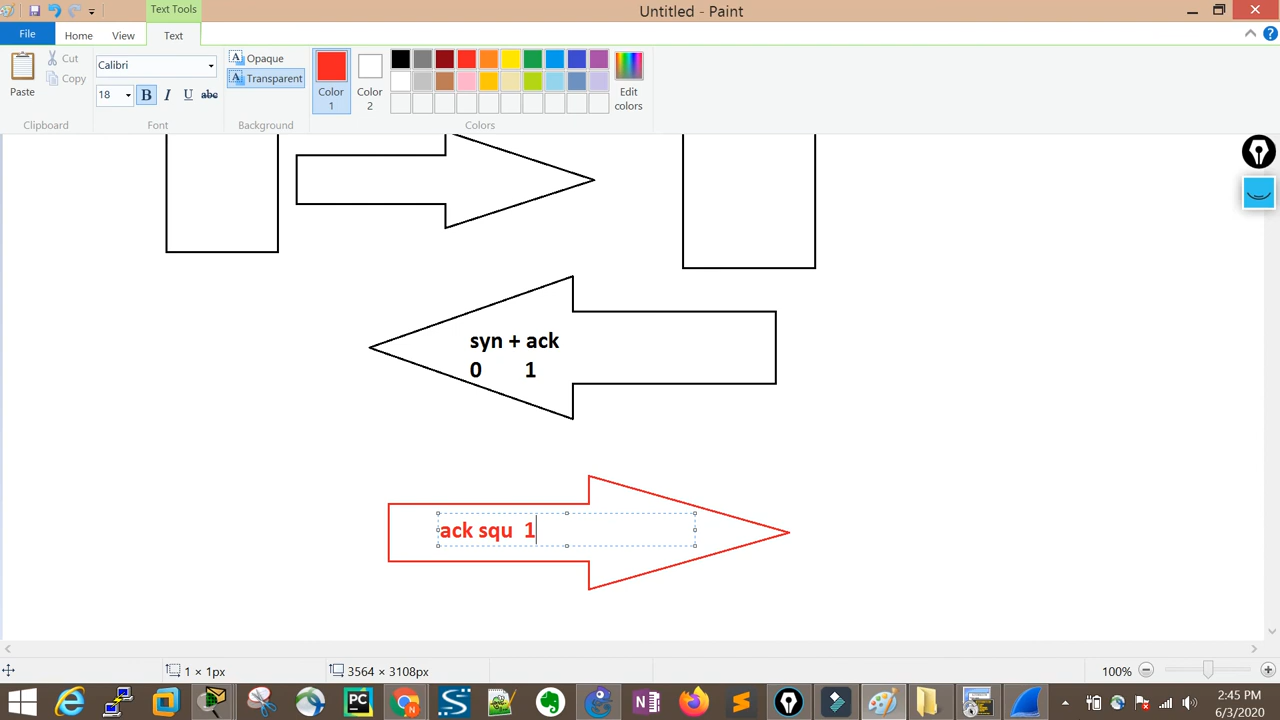 Untitled - Paint
Text Tools
File
Home
View
Text
Paste
Cut
Copy
Clipboard
Calibri
18
B
I
U
abc
Font
Opaque
Transparent
Background
Color 1
Color 2
Edit colors
Colors
syn + ack
0 1
ack squ 1
1 × 1px
3564 × 3108px
100%
2:45 PM
6/3/2020